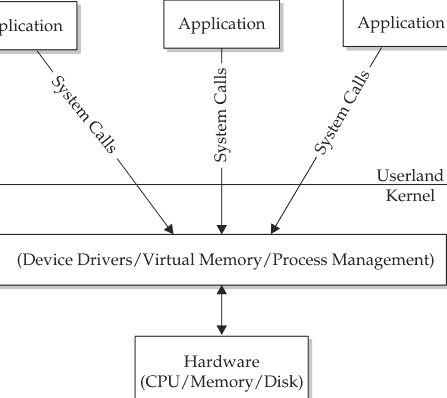 plication
Application
Application
System Calls
System Calls
System Calls
Userland
Kernel
(Device Drivers/Virtual Memory/Process Management)
Hardware
(CPU/Memory/Disk)